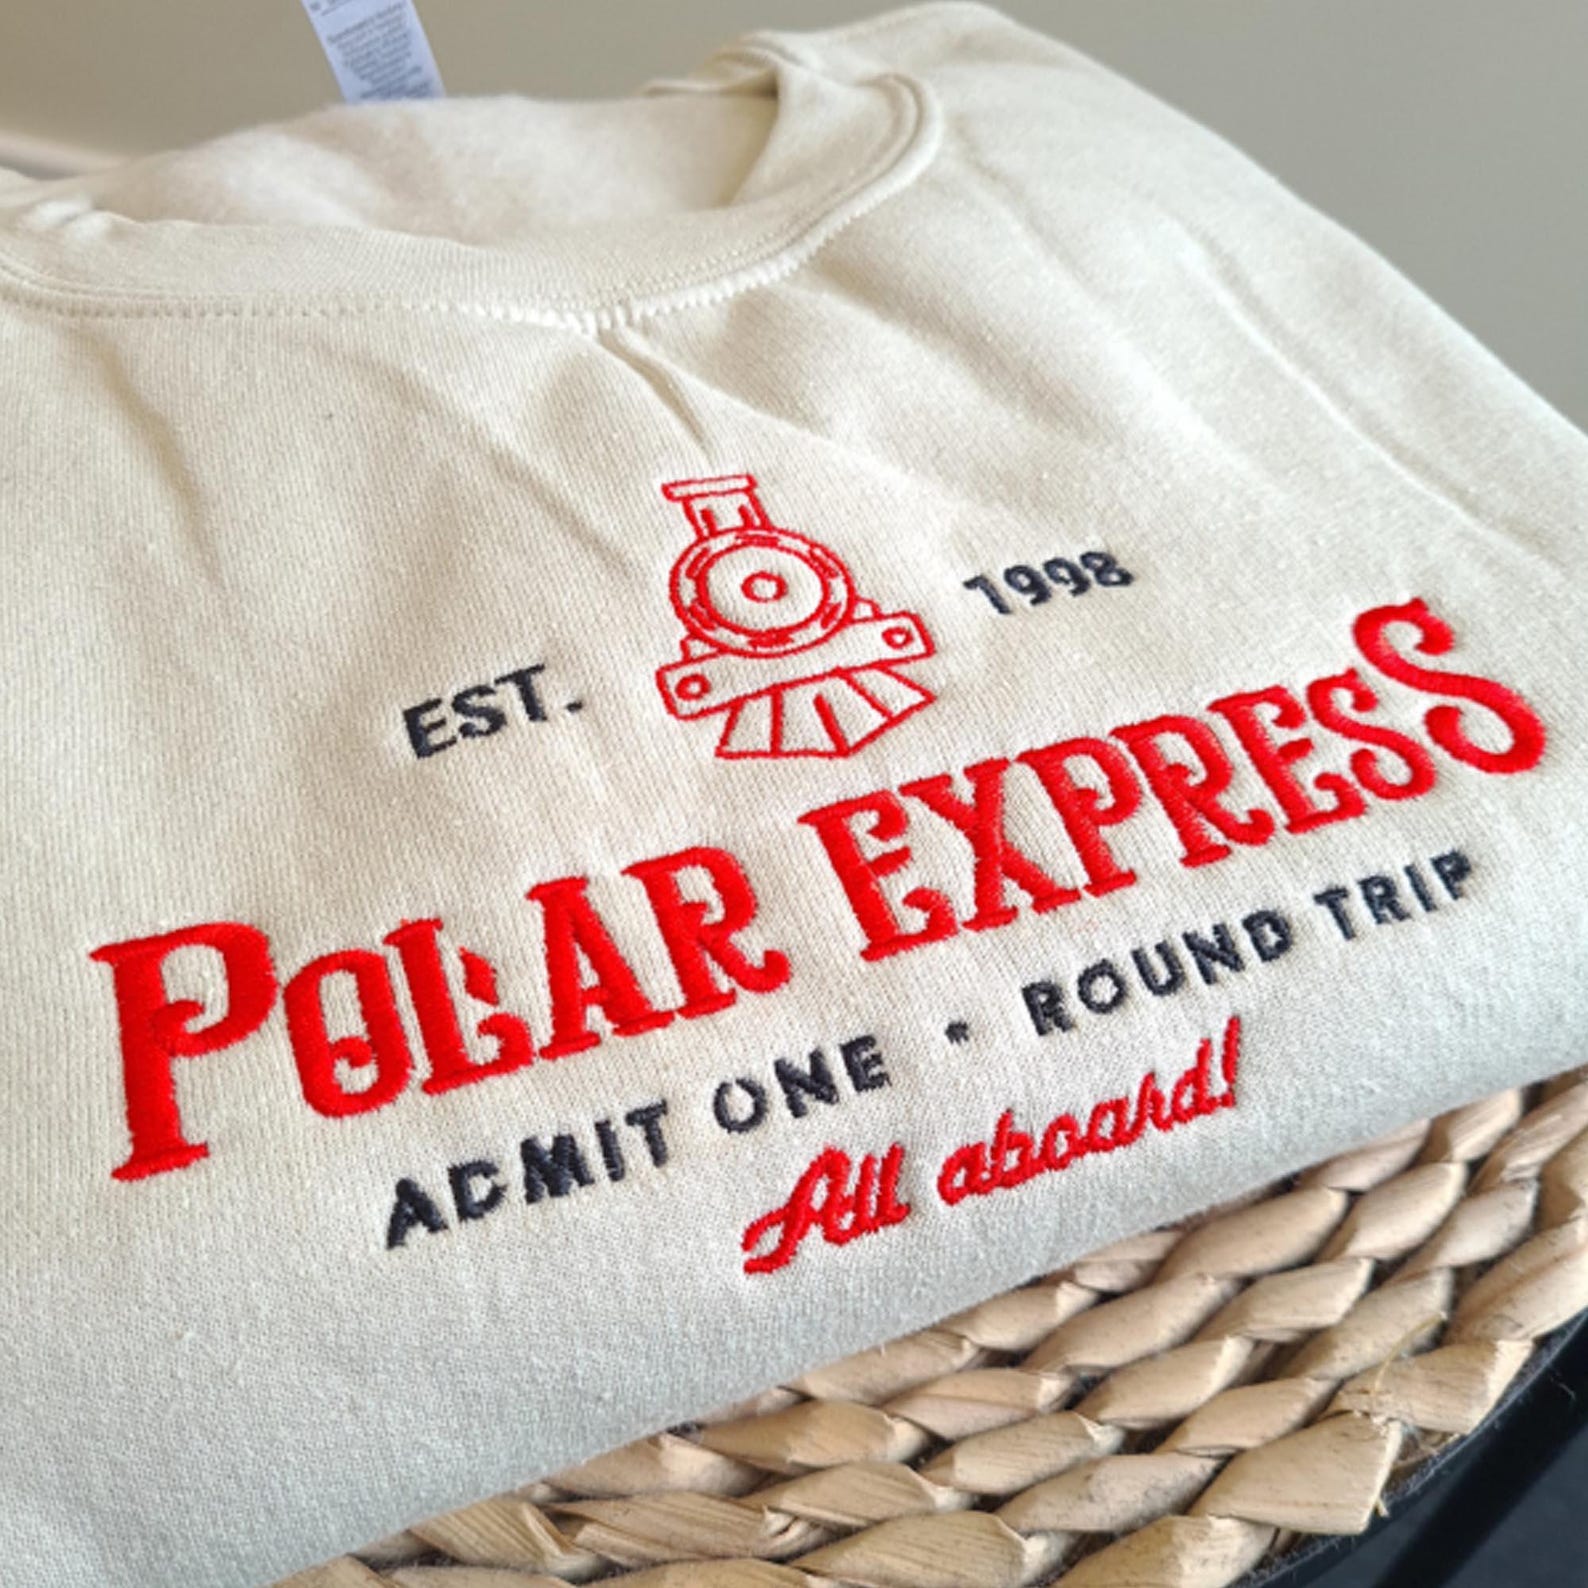 EST. 1998
POLAR EXPRESS
ADMIT ONE • ROUND TRIP
All aboard!